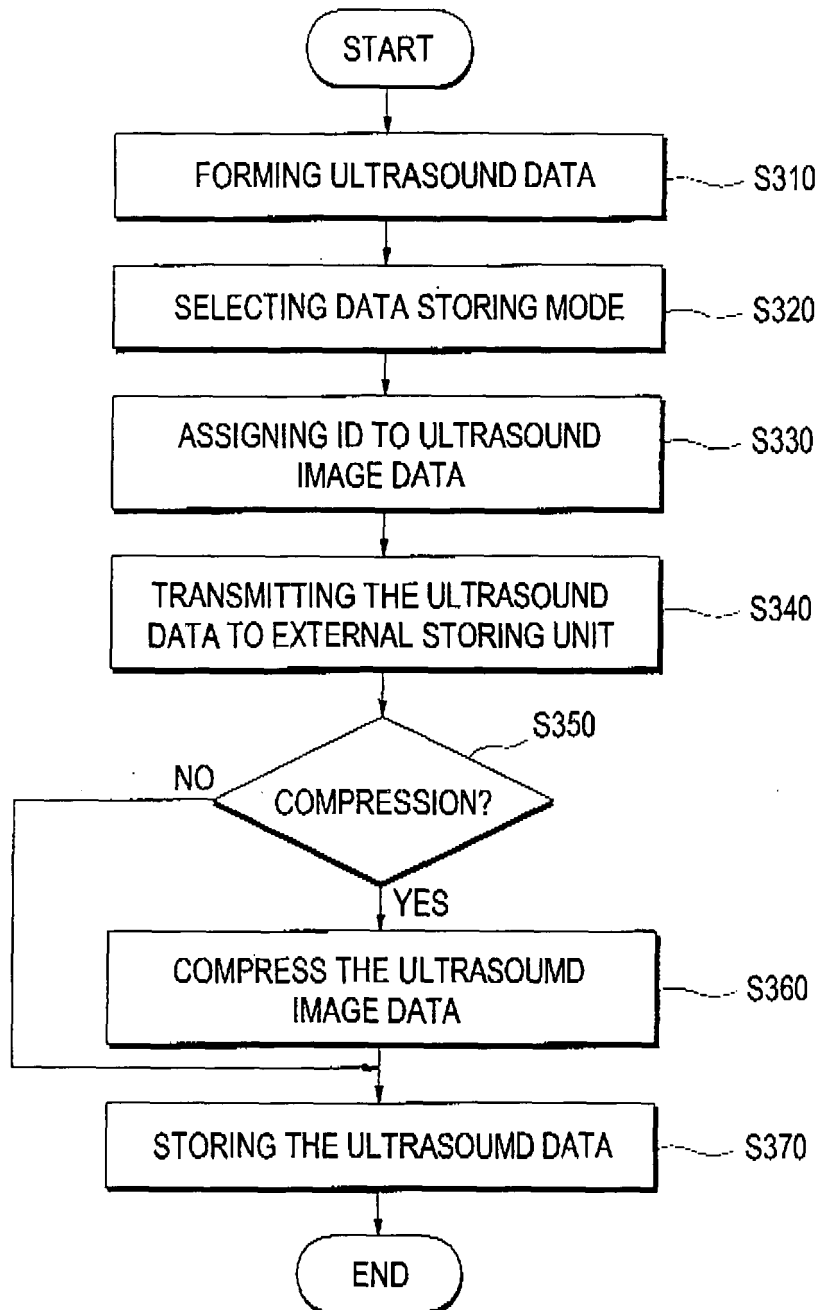 START
FORMING ULTRASOUND DATA
S310
SELECTING DATA STORING MODE
S320
ASSIGNING ID TO ULTRASOUND
IMAGE DATA
S330
TRANSMITTING THE ULTRASOUND
DATA TO EXTERNAL STORING UNIT
S340
S350
NO
COMPRESSION?
YES
COMPRESS THE ULTRASOUMD
IMAGE DATA
S360
STORING THE ULTRASOUMD DATA
S370
END